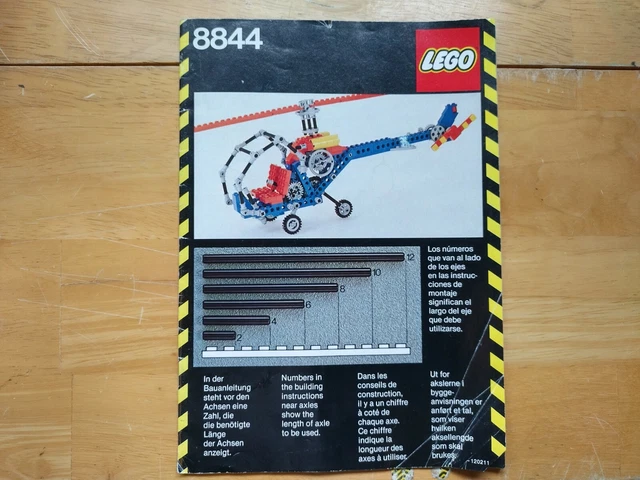 8844
LEGO
12
10
8
6
4
2
Los números
que van al lado
de los ejes
en las instruc-
ciones de
montaje
significan el
largo del eje
que debe
utilizarse.
In der
Bauanleitung
steht vor den
Achsen eine
Zahl, die
die benötigte
Länge
der Achsen
anzeigt.
Numbers in
the building
instructions
near axles
show the
length of axle
to be used.
Dans les
conseils de
construction,
il y a un chiffre
à coté de
chaque axe.
Ce chiffre
indique la
longueur des
axes à utiliser.
Ut for
akslerne i
bygge-
anvisningen er
anført et tal,
som viser
hvilken
aksellengde
som skal
brukes.
120211